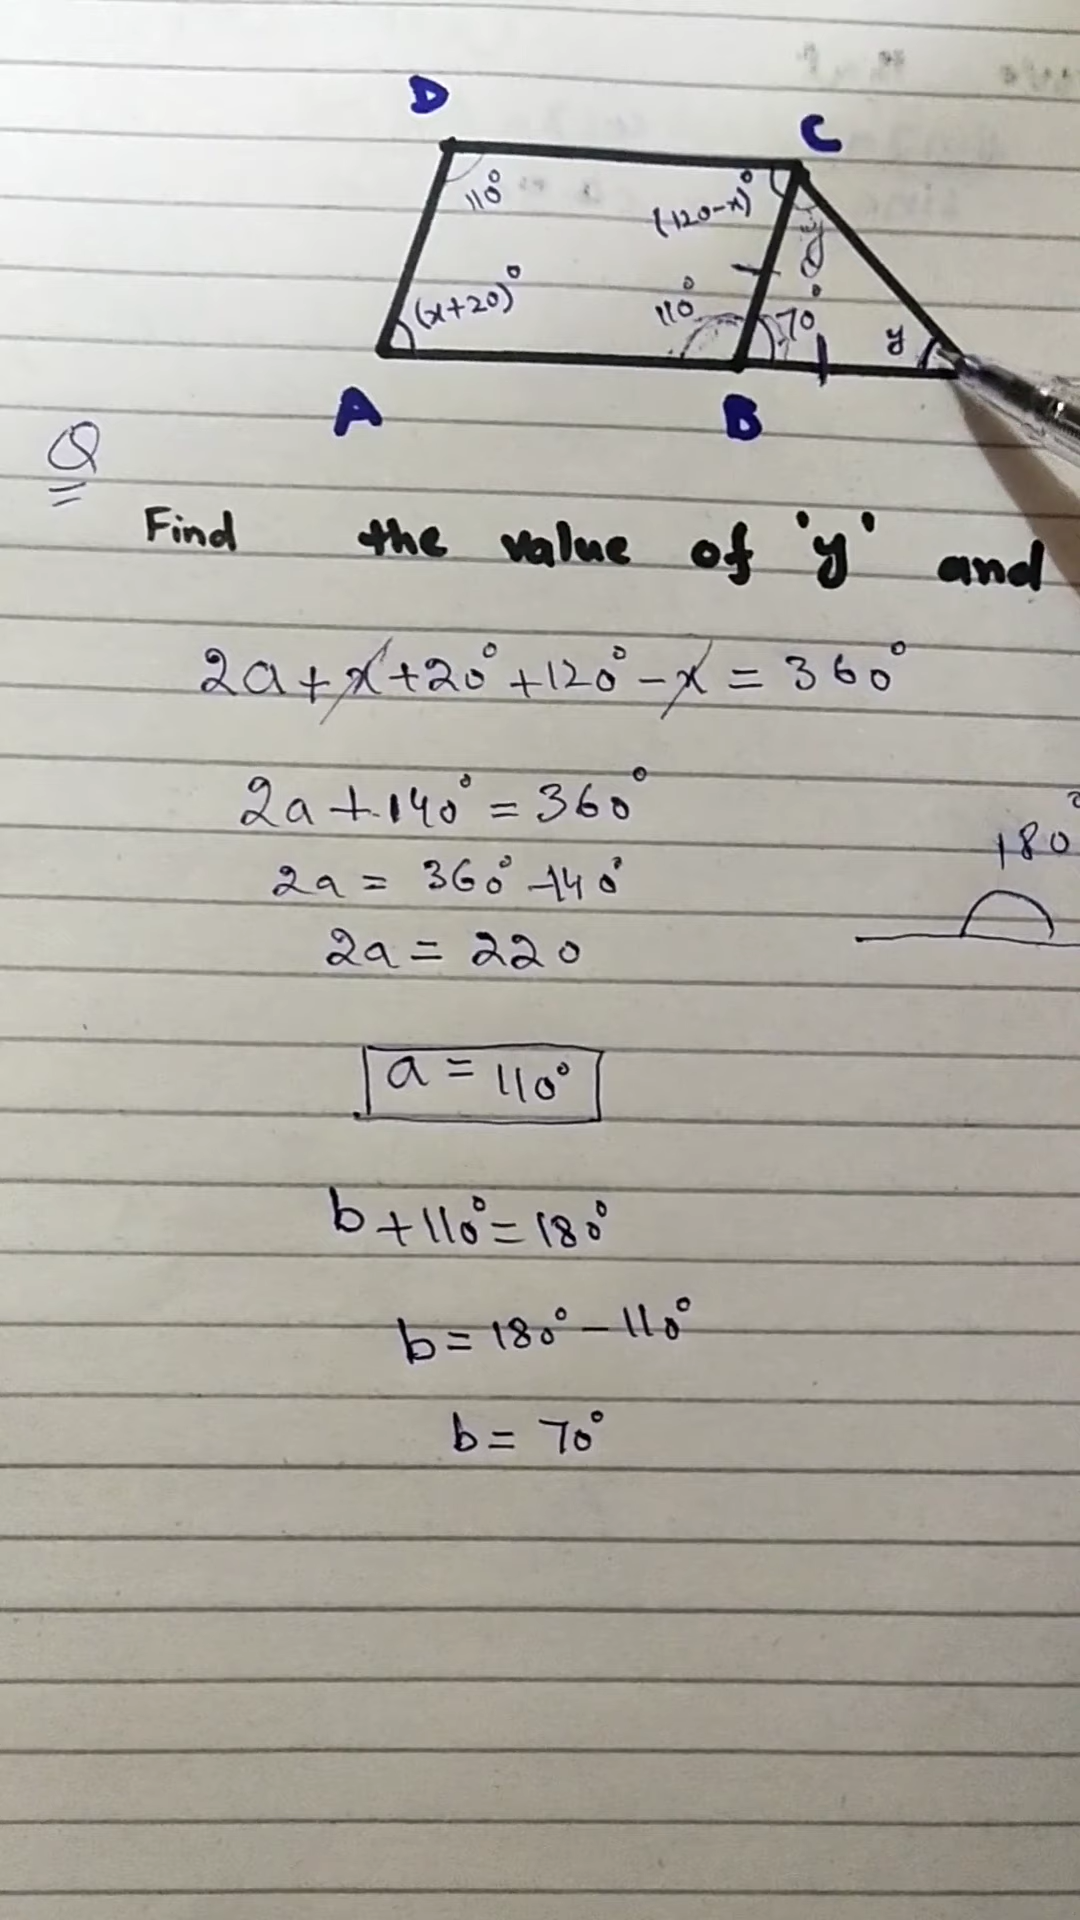 D
C
110°
(120-x)°
(x+20)°
110°
70°
y
A
B
Q
Find the value of 'y' and
2a+x+20°+120°-x=360°
2a+140°=360°
180
2a= 360°-140°
2a= 220
a= 110°
b+110°=180°
b=180°-110°
b= 70°